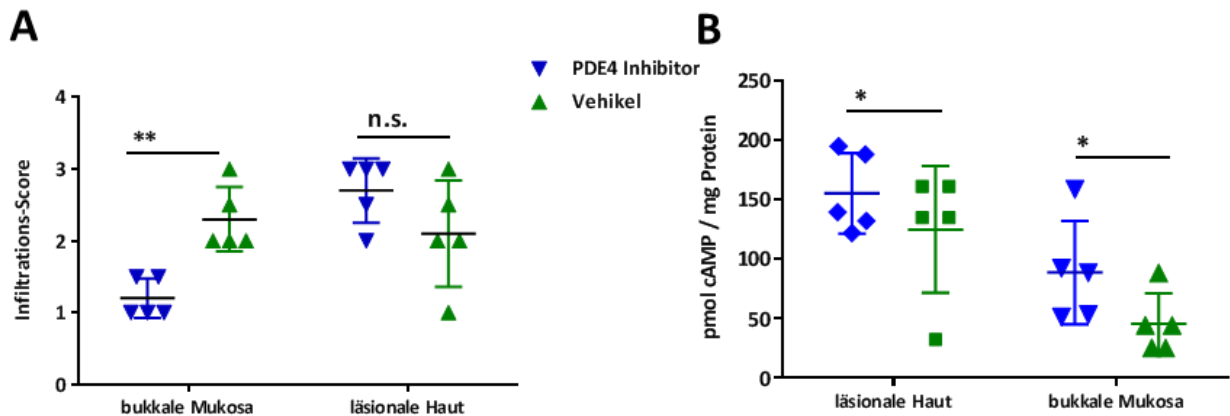 A
PDE4 Inhibitor
Vehikel
Infiltrations-Score
4
3
2
1
0
**
n.s.
bukkale Mukosa
läsionale Haut
B
pmol cAMP / mg Protein
250
200
150
100
50
0
*
*
läsionale Haut
bukkale Mukosa